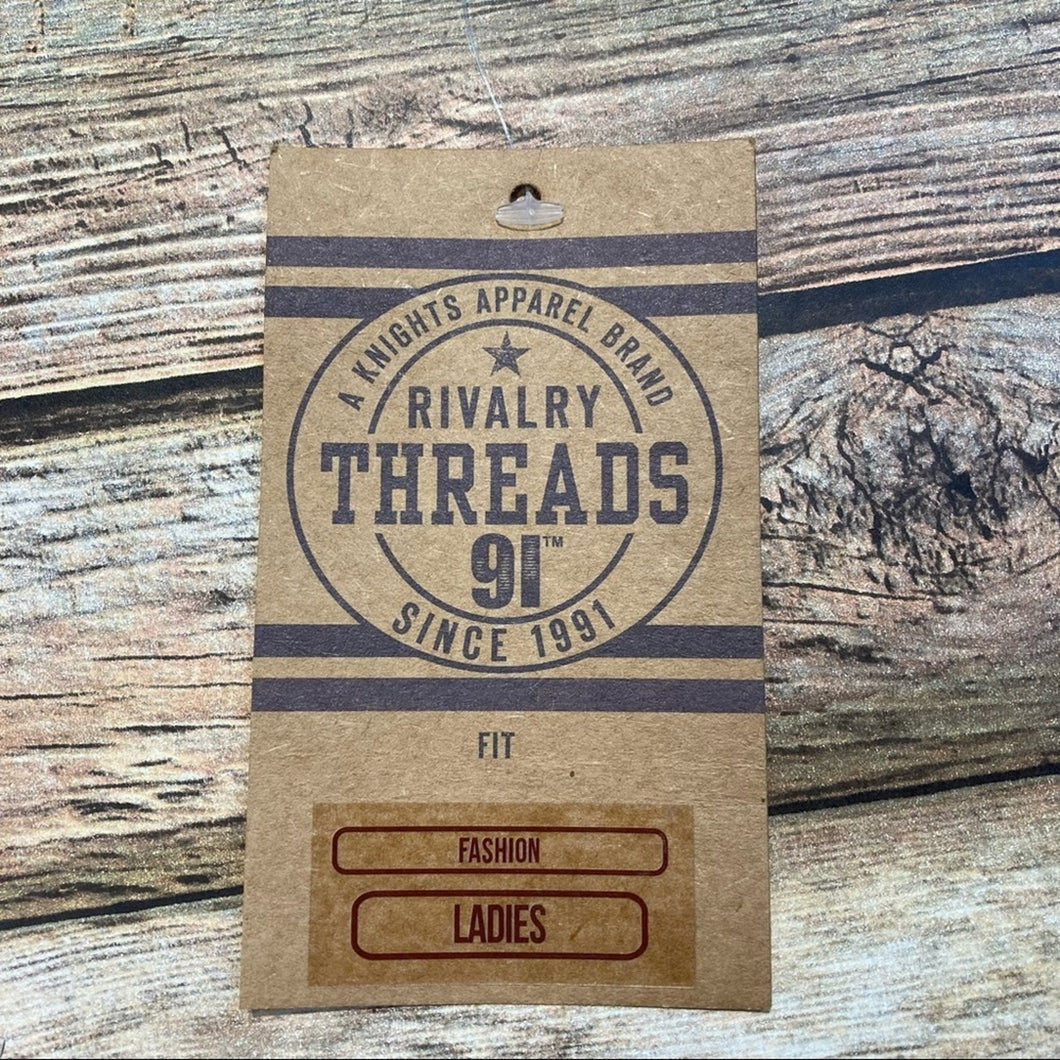 A KNIGHTS APPAREL BRAND
RIVALRY
THREADS
91™
SINCE 1991
FIT
FASHION
LADIES